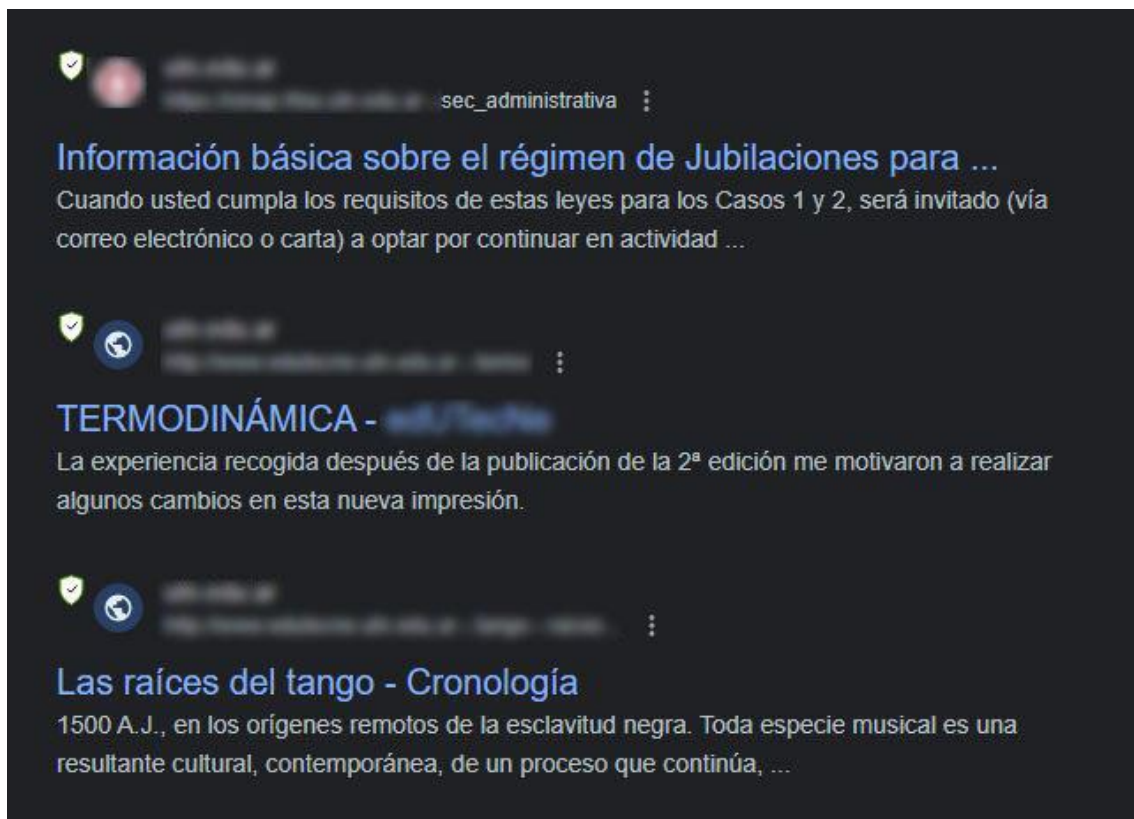 sec_administrativa
Información básica sobre el régimen de Jubilaciones para ...
Cuando usted cumpla los requisitos de estas leyes para los Casos 1 y 2, será invitado (vía
correo electrónico o carta) a optar por continuar en actividad ...
TERMODINÁMICA -
La experiencia recogida después de la publicación de la 2ª edición me motivaron a realizar
algunos cambios en esta nueva impresión.
Las raíces del tango - Cronología
1500 A.J., en los orígenes remotos de la esclavitud negra. Toda especie musical es una
resultante cultural, contemporánea, de un proceso que continúa, ...